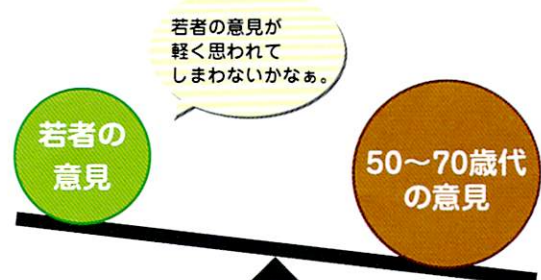 若者の意見が
軽く思われて
しまわないかなぁ。
若者の
意見
50～70歳代
の意見